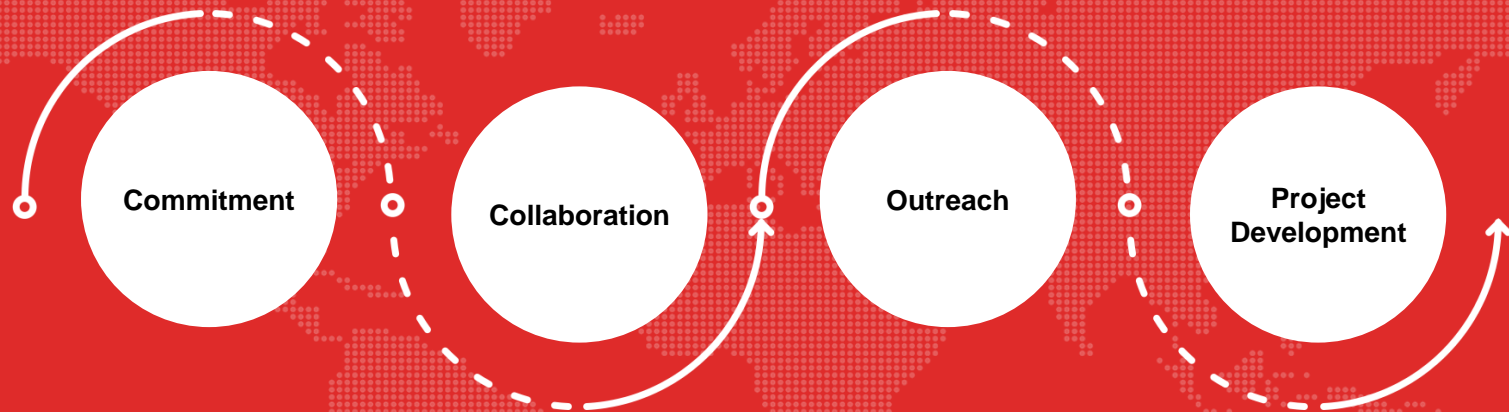 Commitment
Collaboration
Outreach
Project
Development